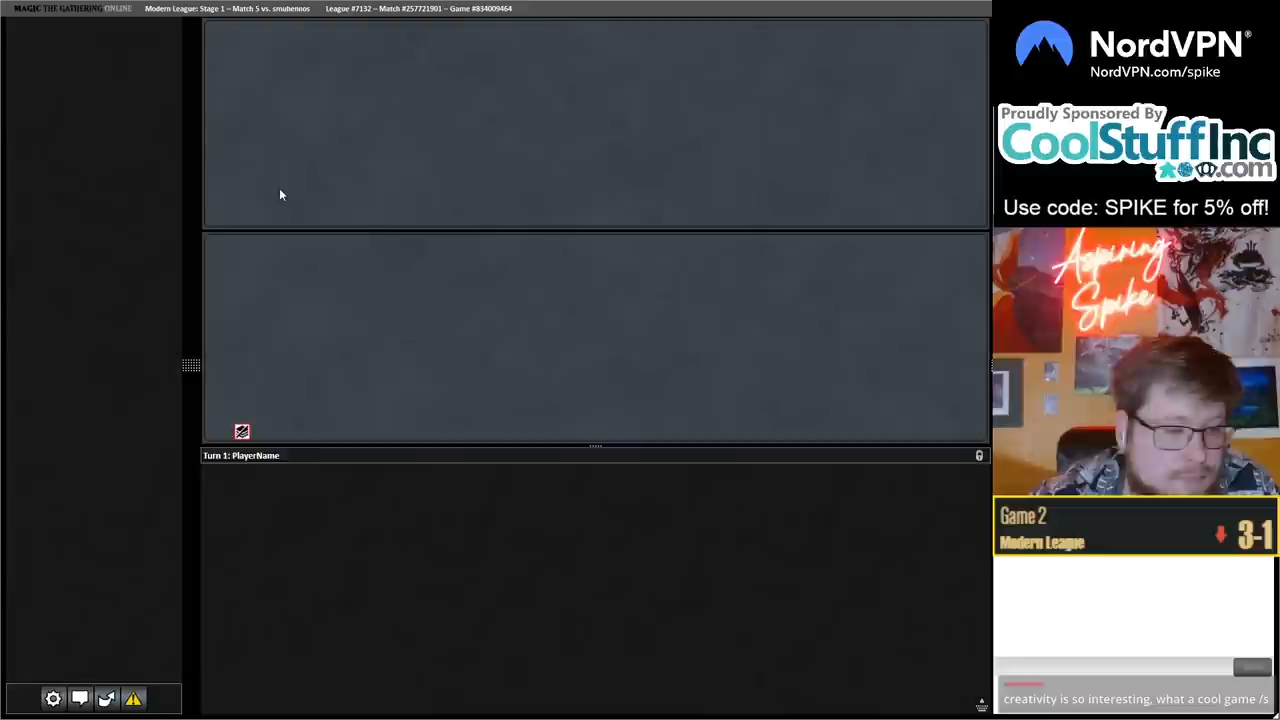 MAGIC THE GATHERING ONLINE Modern League: Stage 1 – Match 5 vs. smuhennos League #7132 – Match #257721901 – Game #834009464
NordVPN®
NordVPN.com/spike
Proudly Sponsored By
CoolStuffInc
.com
Use code: SPIKE for 5% off!
Aspiring
Spike
Turn 1: PlayerName
Game 2
Modern League
3-1
creativity is so interesting, what a cool game /s